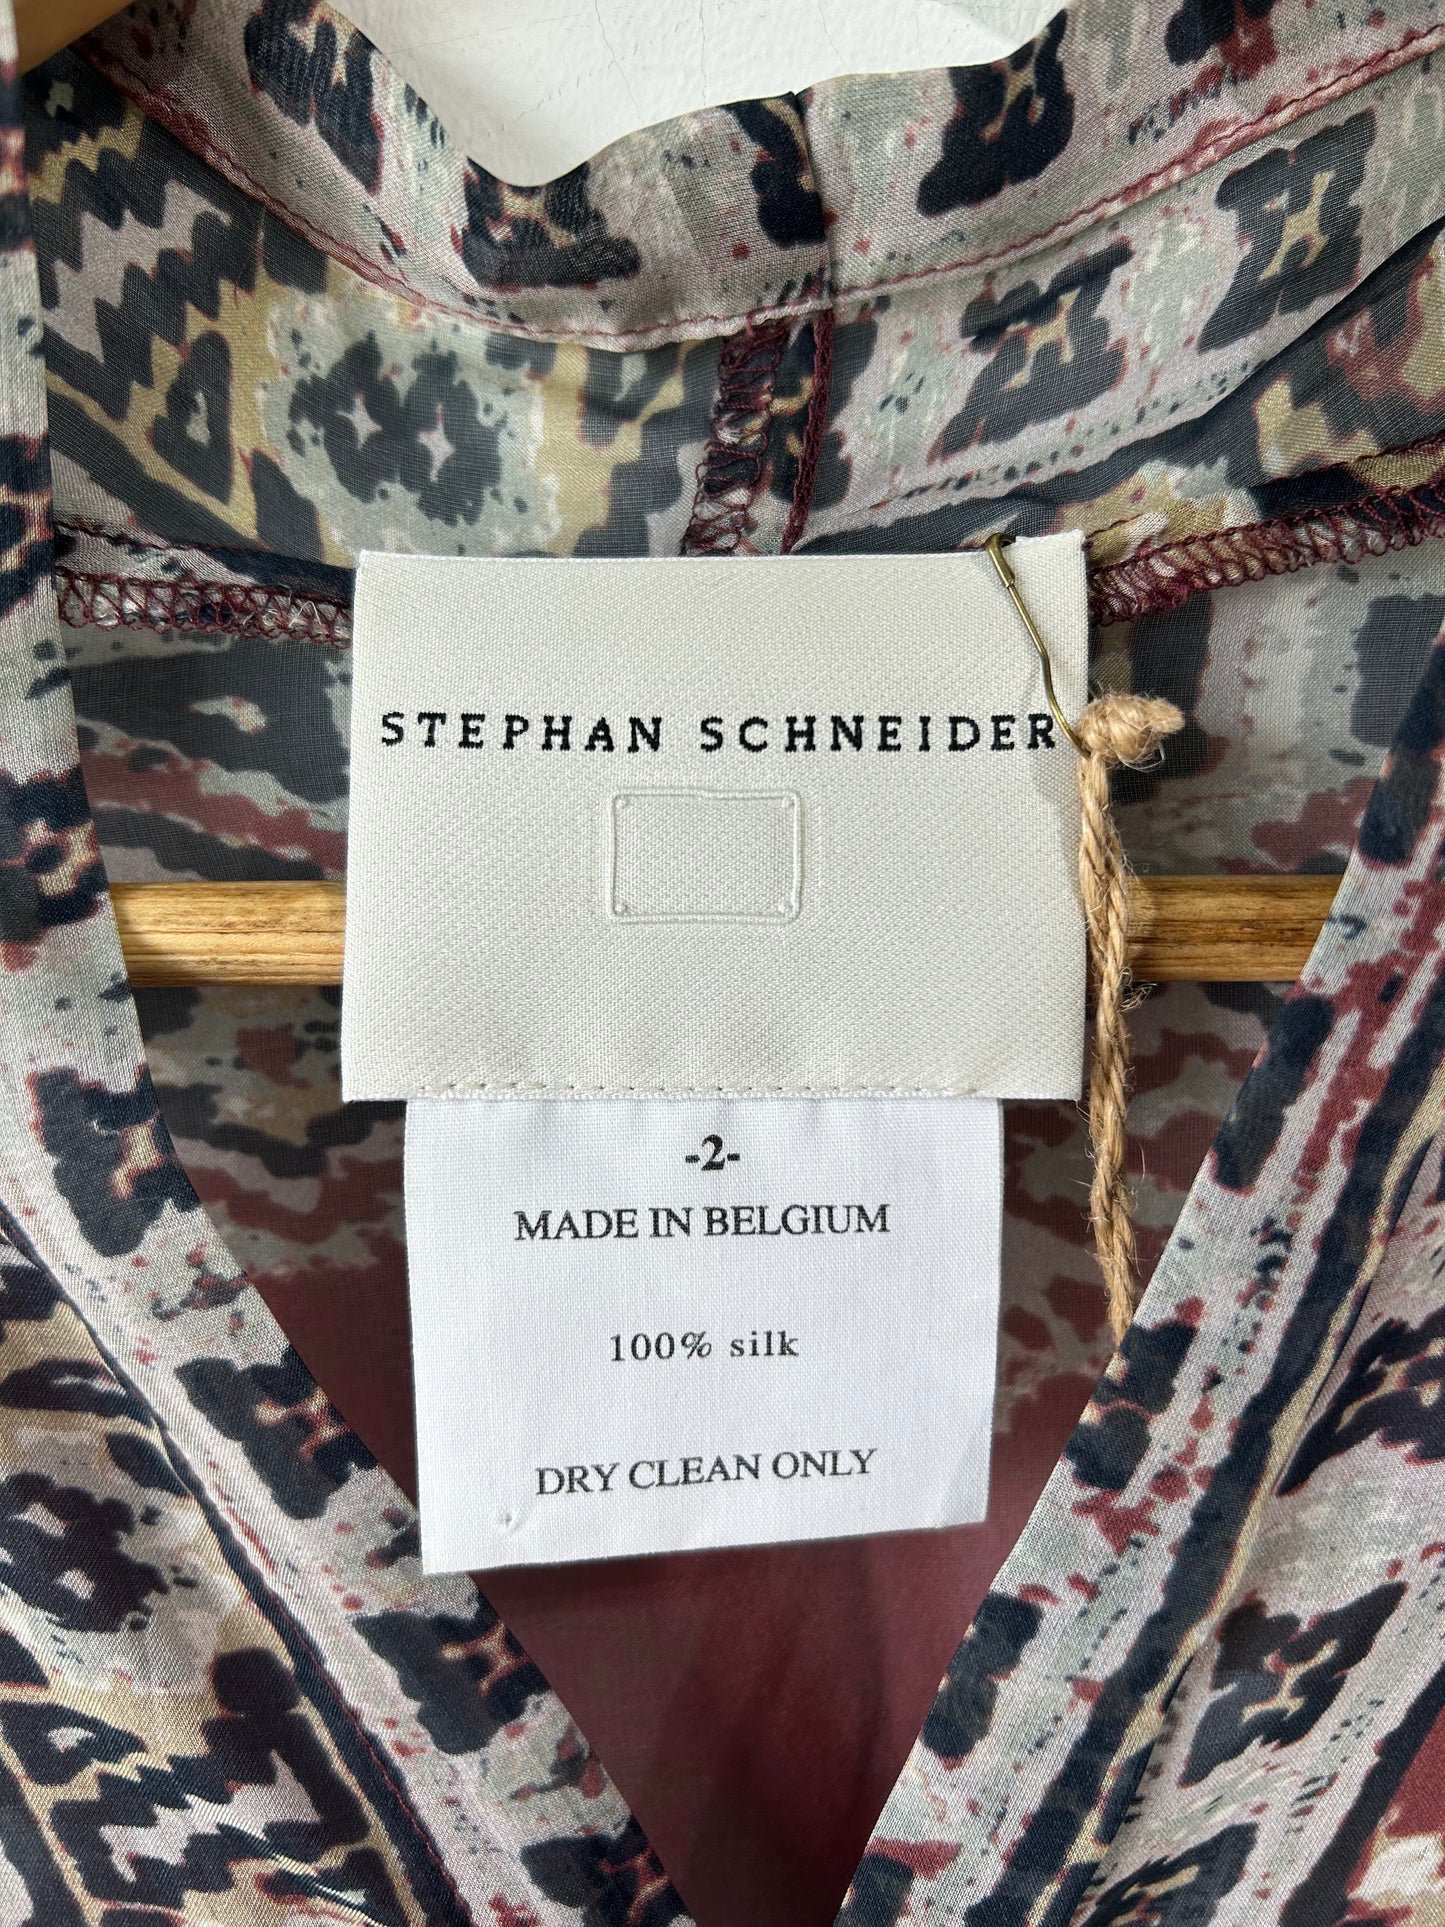 STEPHAN SCHNEIDER
-2-
MADE IN BELGIUM
100% silk
DRY CLEAN ONLY